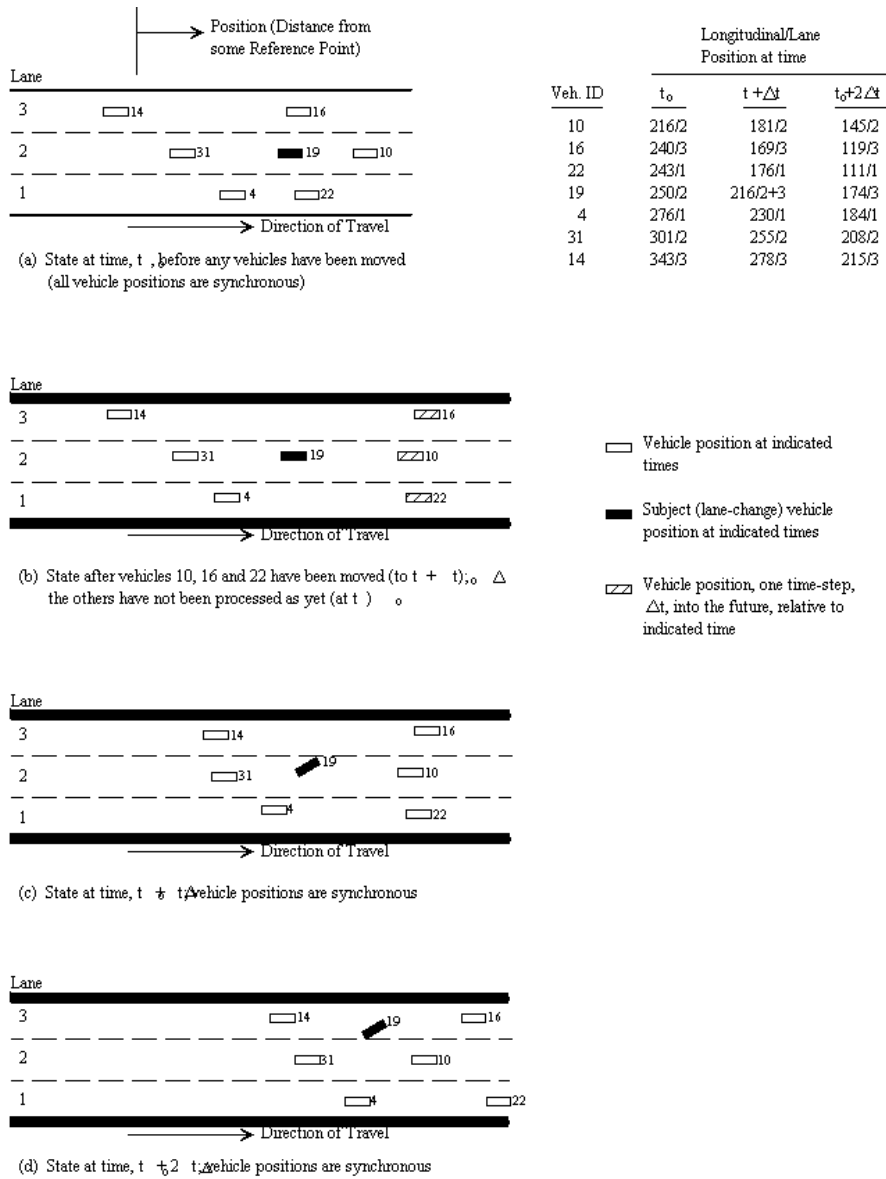 Position (Distance from
some Reference Point)
Lane
3
14
16
2
31
19
10
1
4
22
Direction of Travel
(a) State at time, t , before any vehicles have been moved
(all vehicle positions are synchronous)
Longitudinal/Lane
Position at time
Veh. ID t₀ t +Δt t₀+2Δt
10 216/2 181/2 145/2
16 240/3 169/3 119/3
22 243/1 176/1 111/1
19 250/2 216/2+3 174/3
4 276/1 230/1 184/1
31 301/2 255/2 208/2
14 343/3 278/3 215/3
Lane
3
14
16
2
31
19
10
1
4
22
Direction of Travel
(b) State after vehicles 10, 16 and 22 have been moved (to t + t);₀ Δ
the others have not been processed as yet (at t ) ₀
Vehicle position at indicated
times
Subject (lane-change) vehicle
position at indicated times
Vehicle position, one time-step,
Δt, into the future, relative to
indicated time
Lane
3
14
16
2
31
19
10
1
4
22
Direction of Travel
(c) State at time, t +₀ t;Δ vehicle positions are synchronous
Lane
3
14
19
16
2
31
10
1
4
22
Direction of Travel
(d) State at time, t +₀2 t;Δ vehicle positions are synchronous